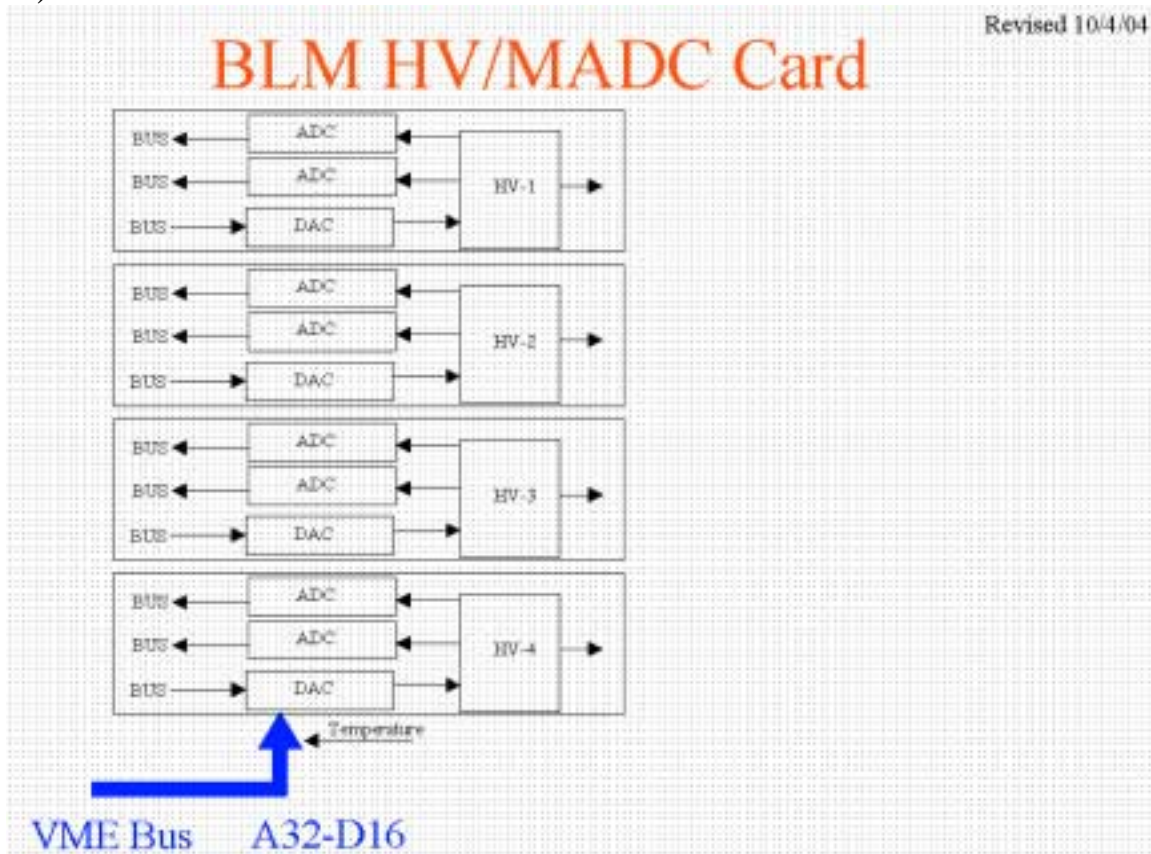 Revised 10/4/04
BLM HV/MADC Card
BUS ADC
BUS ADC HV-1
BUS DAC
BUS ADC
BUS ADC HV-2
BUS DAC
BUS ADC
BUS ADC HV-3
BUS DAC
BUS ADC
BUS ADC HV-4
BUS DAC
Temperature
VME Bus A32-D16